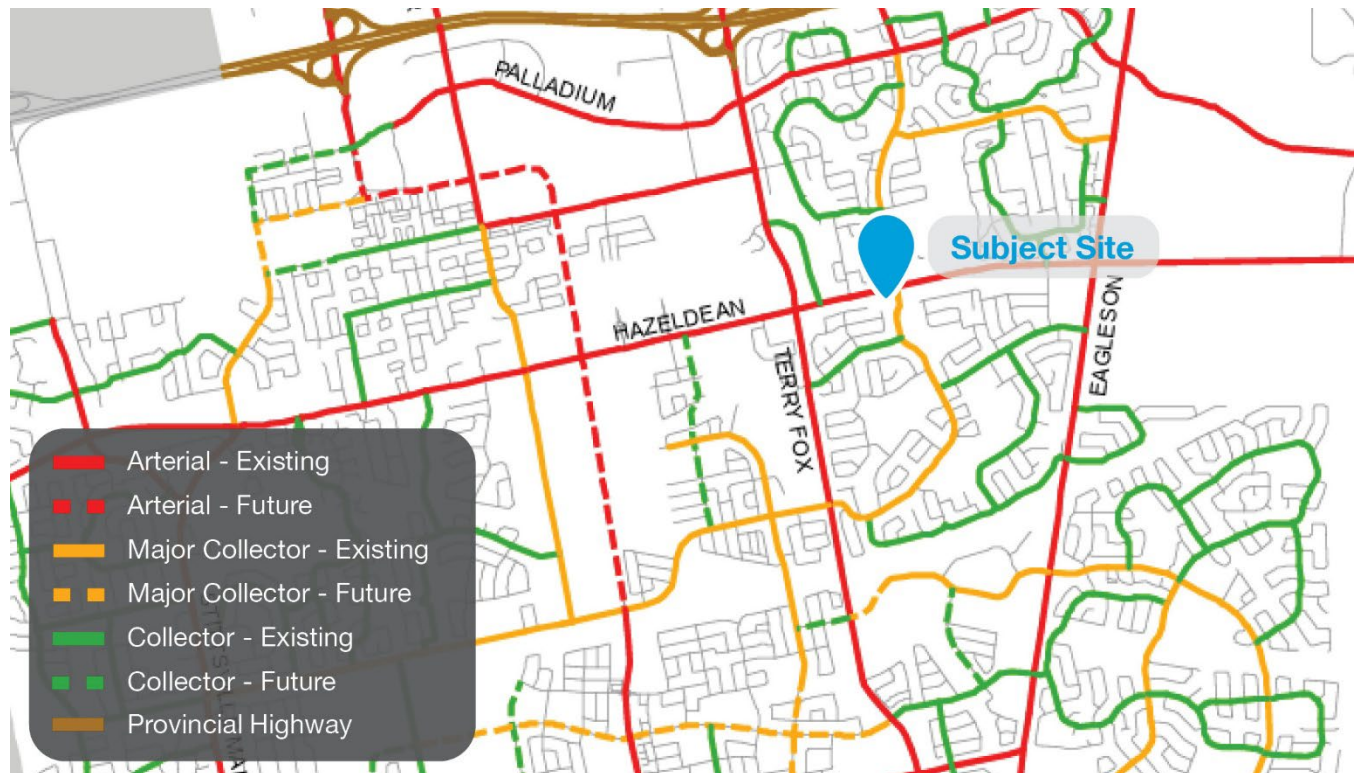 PALLADIUM
Subject Site
HAZELDEAN
TERRY FOX
EAGLESON
Arterial - Existing
Arterial - Future
Major Collector - Existing
Major Collector - Future
Collector - Existing
Collector - Future
Provincial Highway